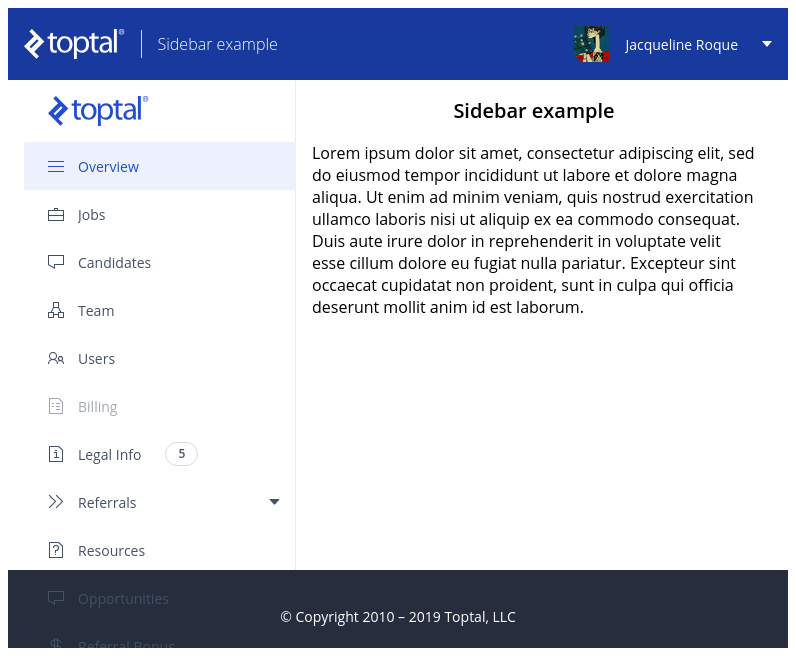 toptal® Sidebar example Jacqueline Roque
toptal®
Overview
Jobs
Candidates
Team
Users
Billing
Legal Info 5
Referrals
Resources
Opportunities
Referral Bonus
Sidebar example
Lorem ipsum dolor sit amet, consectetur adipiscing elit, sed
do eiusmod tempor incididunt ut labore et dolore magna
aliqua. Ut enim ad minim veniam, quis nostrud exercitation
ullamco laboris nisi ut aliquip ex ea commodo consequat.
Duis aute irure dolor in reprehenderit in voluptate velit
esse cillum dolore eu fugiat nulla pariatur. Excepteur sint
occaecat cupidatat non proident, sunt in culpa qui officia
deserunt mollit anim id est laborum.
© Copyright 2010 – 2019 Toptal, LLC